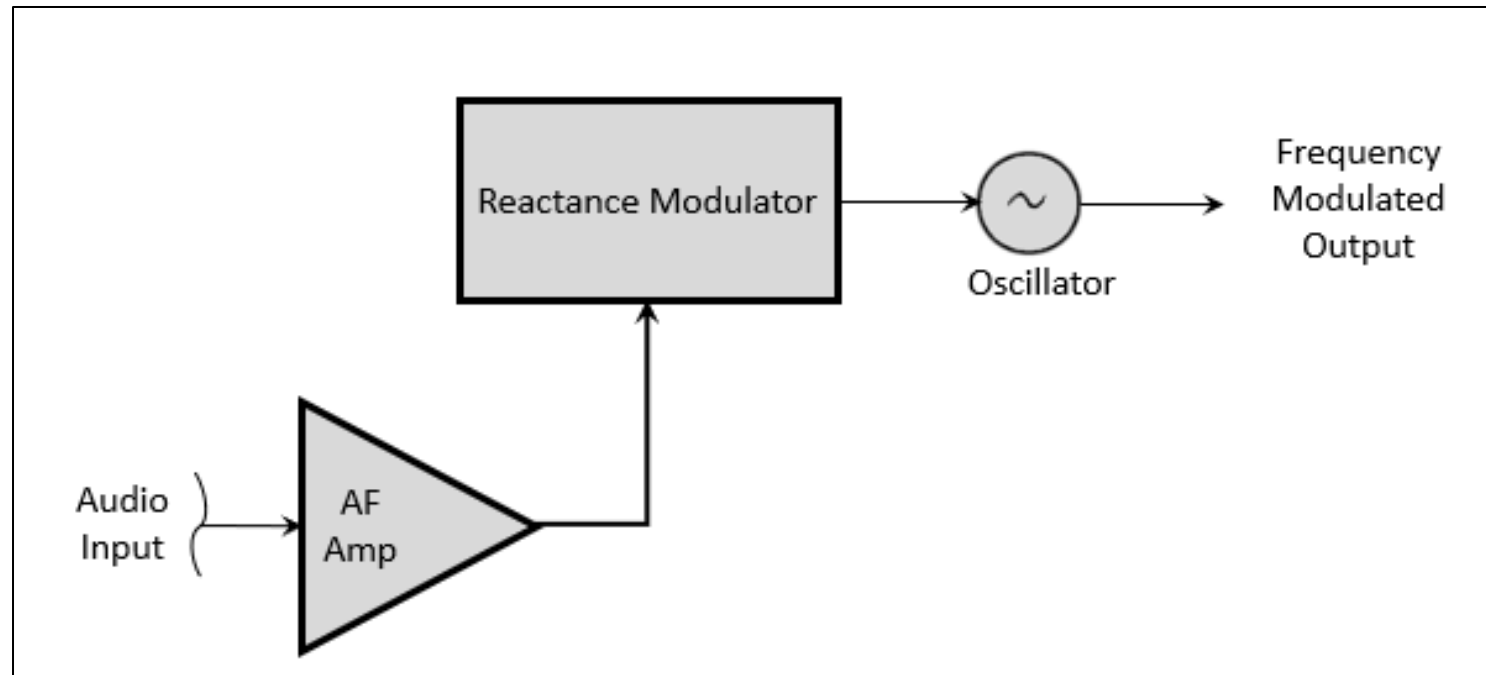 Reactance Modulator
~
Oscillator
Frequency
Modulated
Output
Audio
Input
AF
Amp